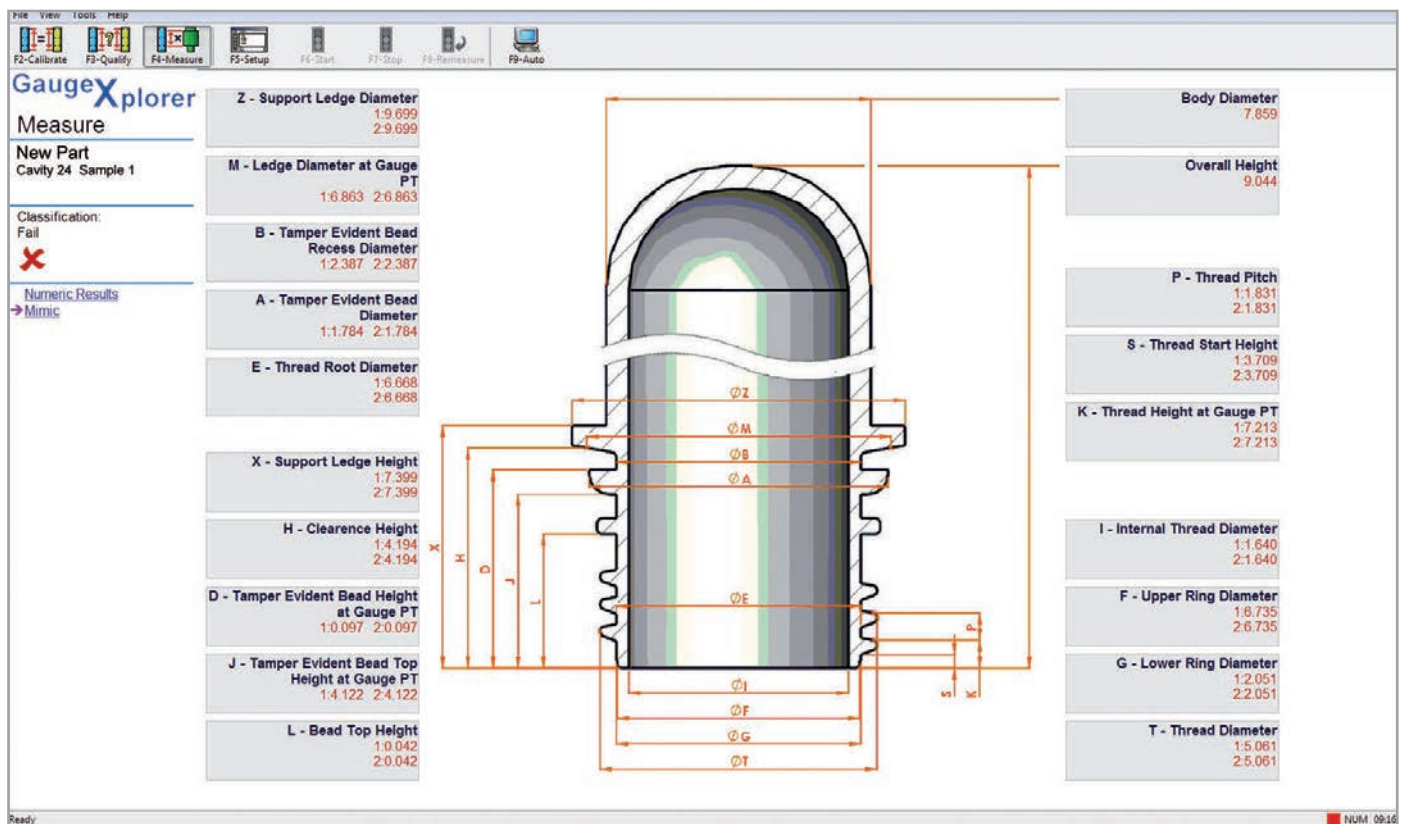 File View Tools Help
F2-Calibrate F3-Qualify F4-Measure F5-Setup F6-Start F7-Stop F8-Remeasure F9-Auto
GaugeXplorer
Measure
New Part
Cavity 24 Sample 1
Classification:
Fail
Numeric Results
Mimic
Z - Support Ledge Diameter
1:9.699
2:9.699
M - Ledge Diameter at Gauge
PT
1:6.863 2:6.863
B - Tamper Evident Bead
Recess Diameter
1:2.387 2:2.387
A - Tamper Evident Bead
Diameter
1:1.784 2:1.784
E - Thread Root Diameter
1:6.668
2:6.668
X - Support Ledge Height
1:7.399
2:7.399
H - Clearence Height
1:4.194
2:4.194
D - Tamper Evident Bead Height
at Gauge PT
1:0.097 2:0.097
J - Tamper Evident Bead Top
Height at Gauge PT
1:4.122 2:4.122
L - Bead Top Height
1:0.042
2:0.042
ØZ
ØM
ØB
ØA
X
H
D
J
L
ØE
P
S
K
ØI
ØF
ØG
ØT
Body Diameter
7.859
Overall Height
9.044
P - Thread Pitch
1:1.831
2:1.831
S - Thread Start Height
1:3.709
2:3.709
K - Thread Height at Gauge PT
1:7.213
2:7.213
I - Internal Thread Diameter
1:1.640
2:1.640
F - Upper Ring Diameter
1:6.735
2:6.735
G - Lower Ring Diameter
1:2.051
2:2.051
T - Thread Diameter
1:5.061
2:5.061
Ready
NUM 09:16